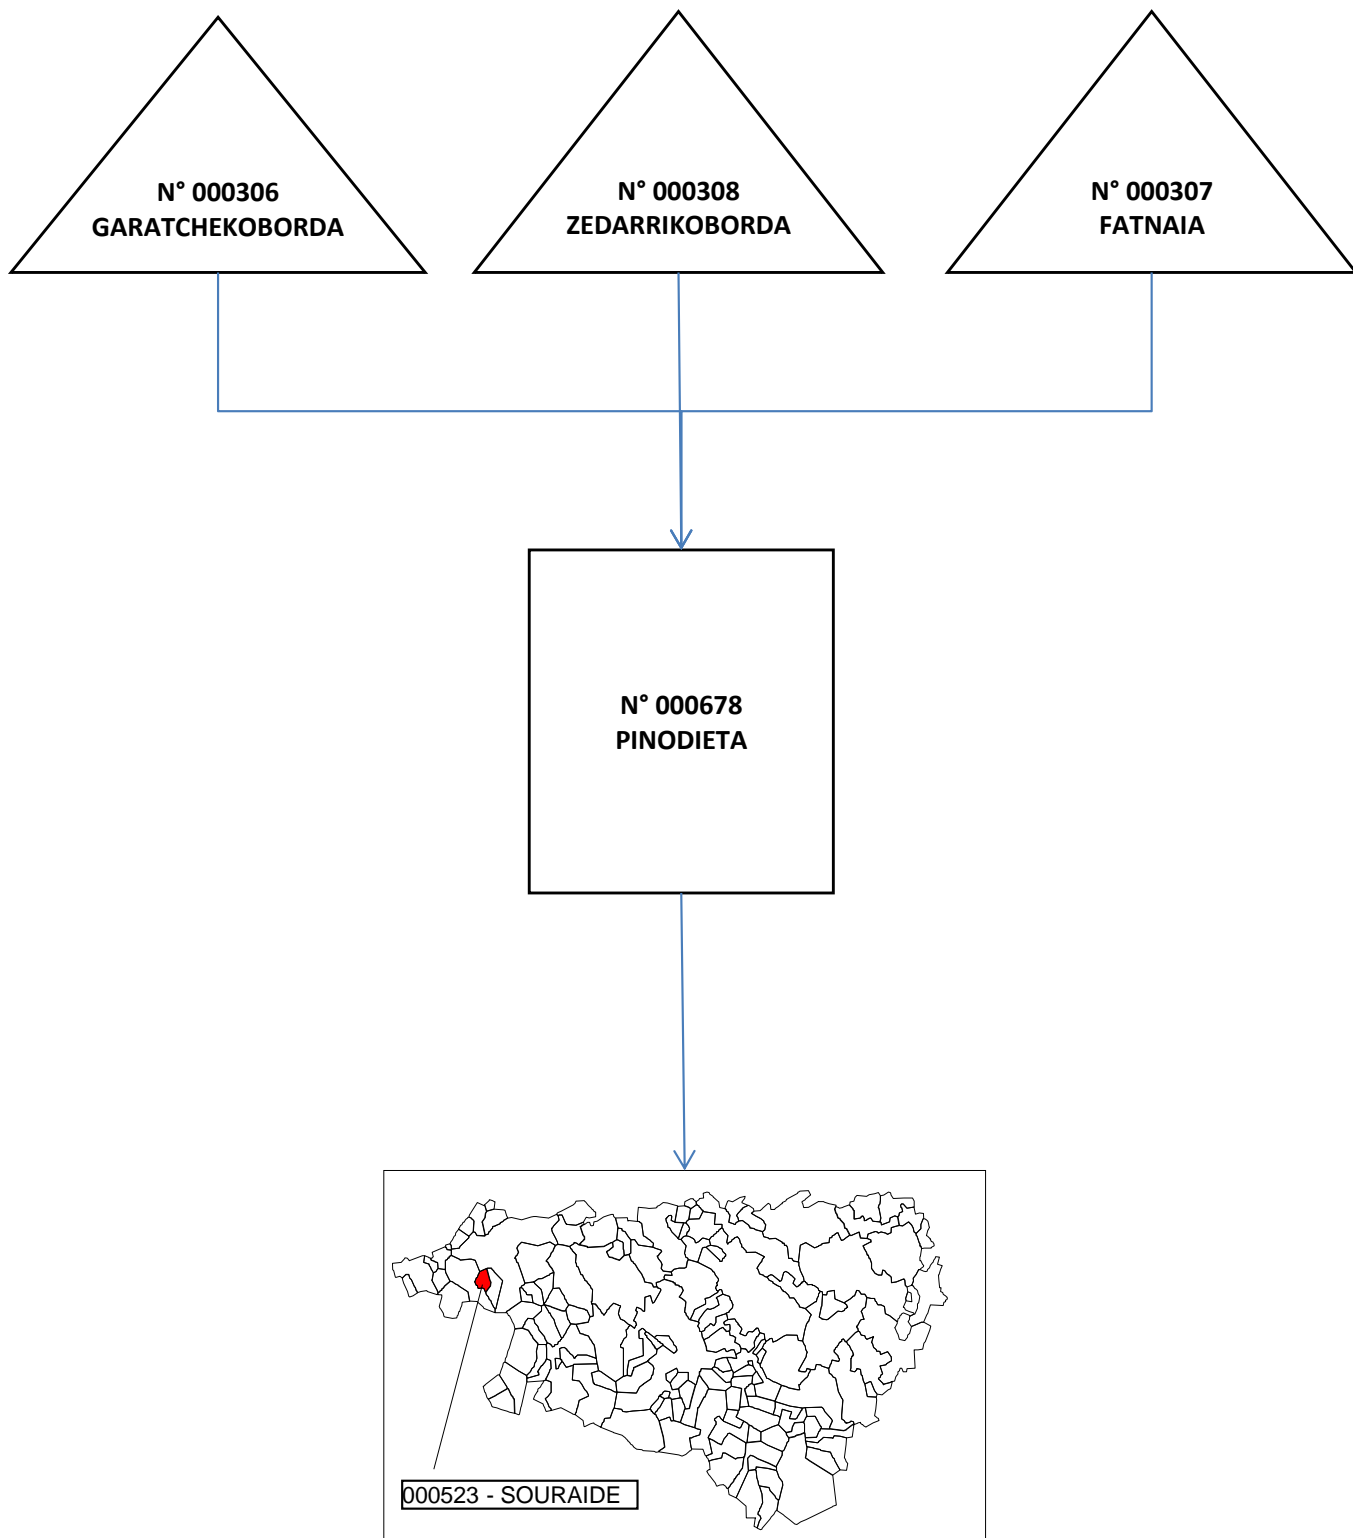 N° 000306
GARATCHEKOBORDA
N° 000308
ZEDARRIKOBORDA
N° 000307
FATNAIA
N° 000678
PINODIETA
000523 - SOURAIDE